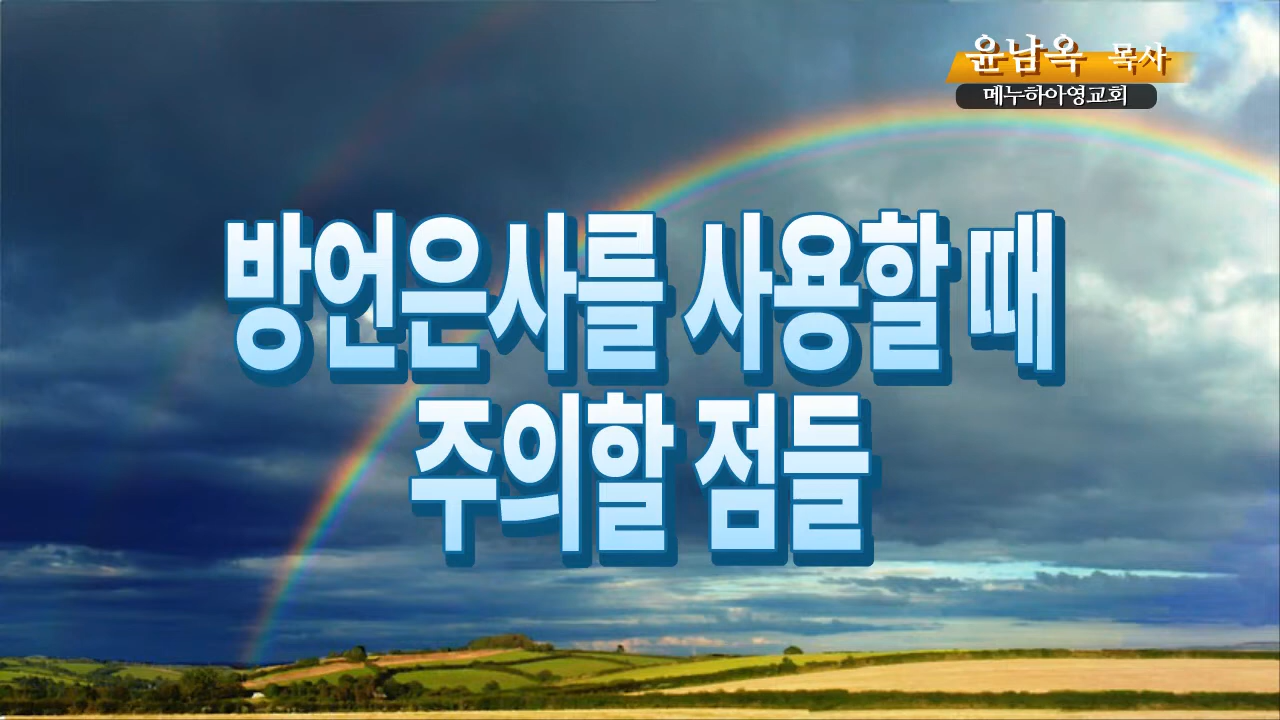 윤남옥 목사
메누하아영교회
방언은사를 사용할 때
주의할 점들